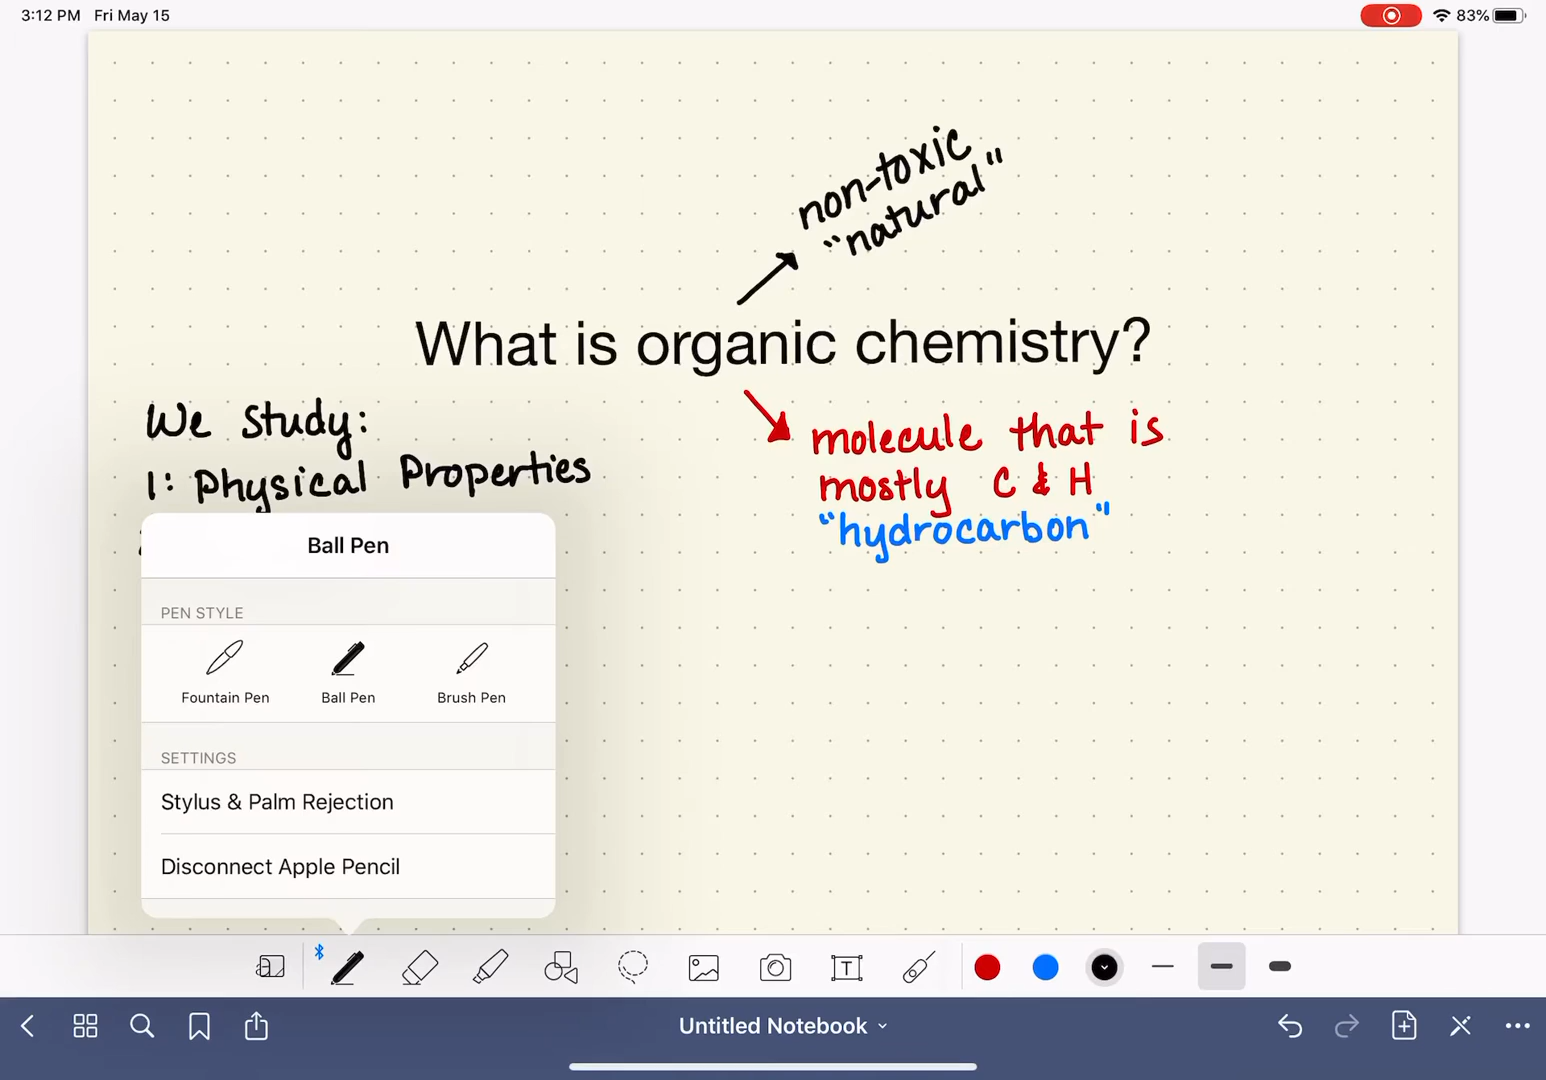 3:12 PM Fri May 15
83%
non-toxic
"natural"
What is organic chemistry?
We Study:
1: Physical Properties
molecule that is
mostly C & H
"hydrocarbon"
Ball Pen
PEN STYLE
Fountain Pen
Ball Pen
Brush Pen
SETTINGS
Stylus & Palm Rejection
Disconnect Apple Pencil
T
Untitled Notebook